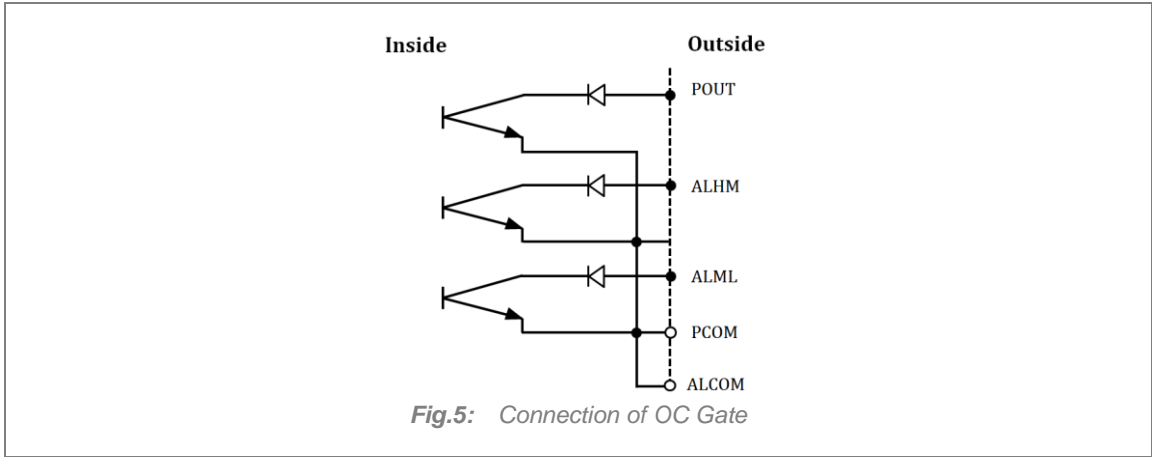 Inside Outside
POUT
ALHM
ALML
PCOM
ALCOM
Fig.5: Connection of OC Gate